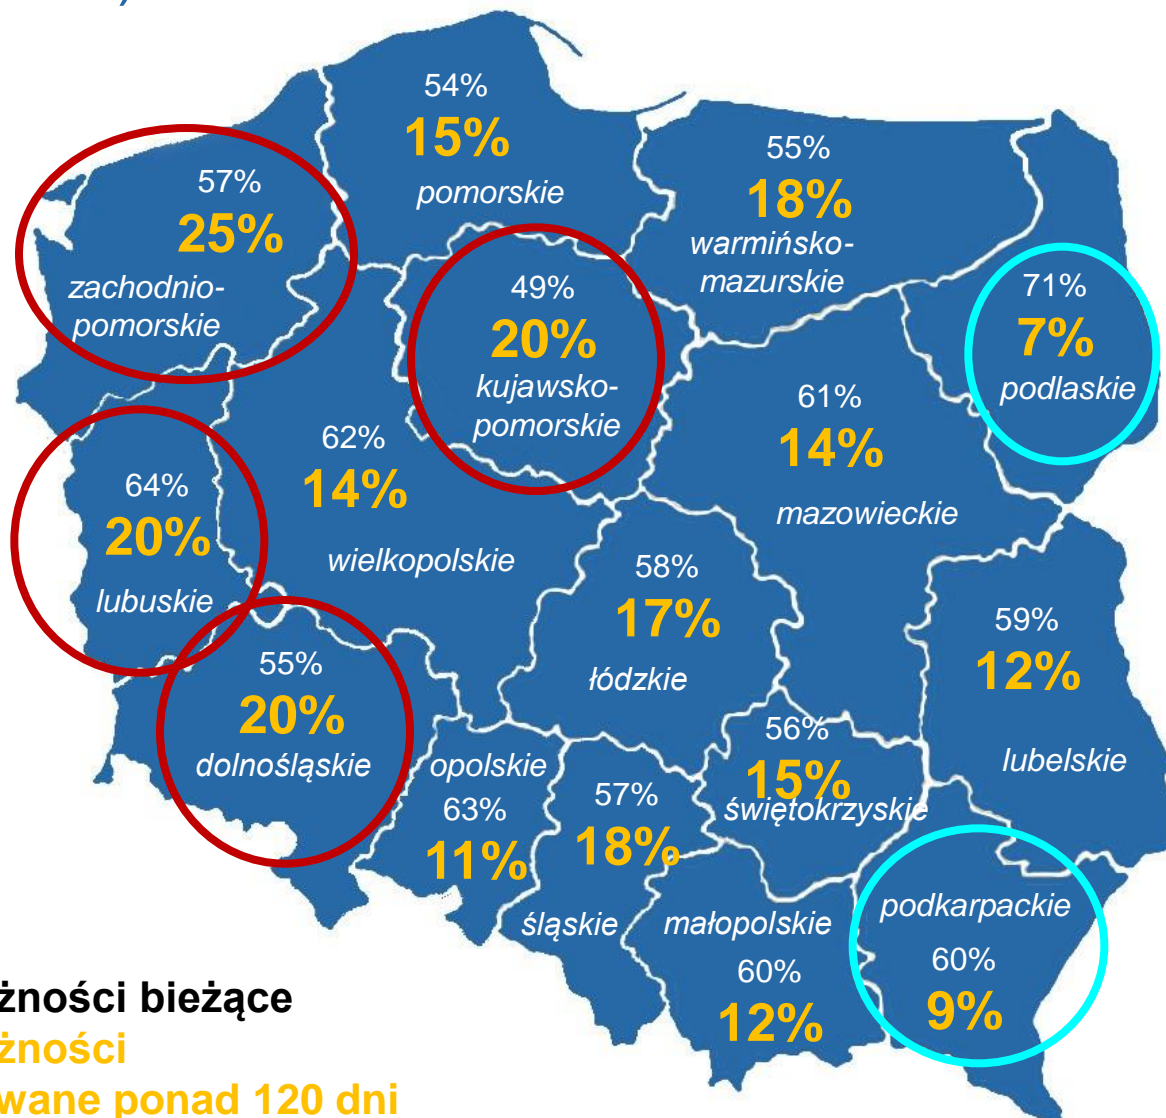 54%
15%
pomorskie
55%
18%
warmińsko-
mazurskie
57%
25%
zachodnio-
pomorskie
49%
20%
kujawsko-
pomorskie
71%
7%
podlaskie
61%
14%
mazowieckie
62%
14%
wielkopolskie
64%
20%
lubuskie
58%
17%
łódzkie
59%
12%
lubelskie
55%
20%
dolnośląskie
opolskie
63%
11%
57%
18%
śląskie
56%
15%
świętokrzyskie
małopolskie
60%
12%
podkarpackie
60%
9%
żności bieżące
żności
wane ponad 120 dni